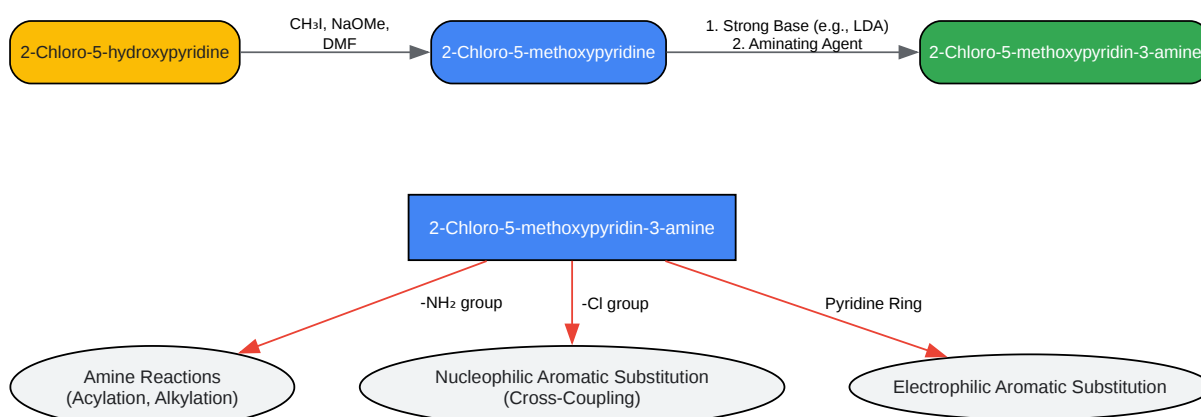 2-Chloro-5-hydroxypyridine
CH₃I, NaOMe,
DMF
2-Chloro-5-methoxypyridine
1. Strong Base (e.g., LDA)
2. Aminating Agent
2-Chloro-5-methoxypyridin-3-amine
2-Chloro-5-methoxypyridin-3-amine
-NH₂ group
-Cl group
Pyridine Ring
Amine Reactions
(Acylation, Alkylation)
Nucleophilic Aromatic Substitution
(Cross-Coupling)
Electrophilic Aromatic Substitution